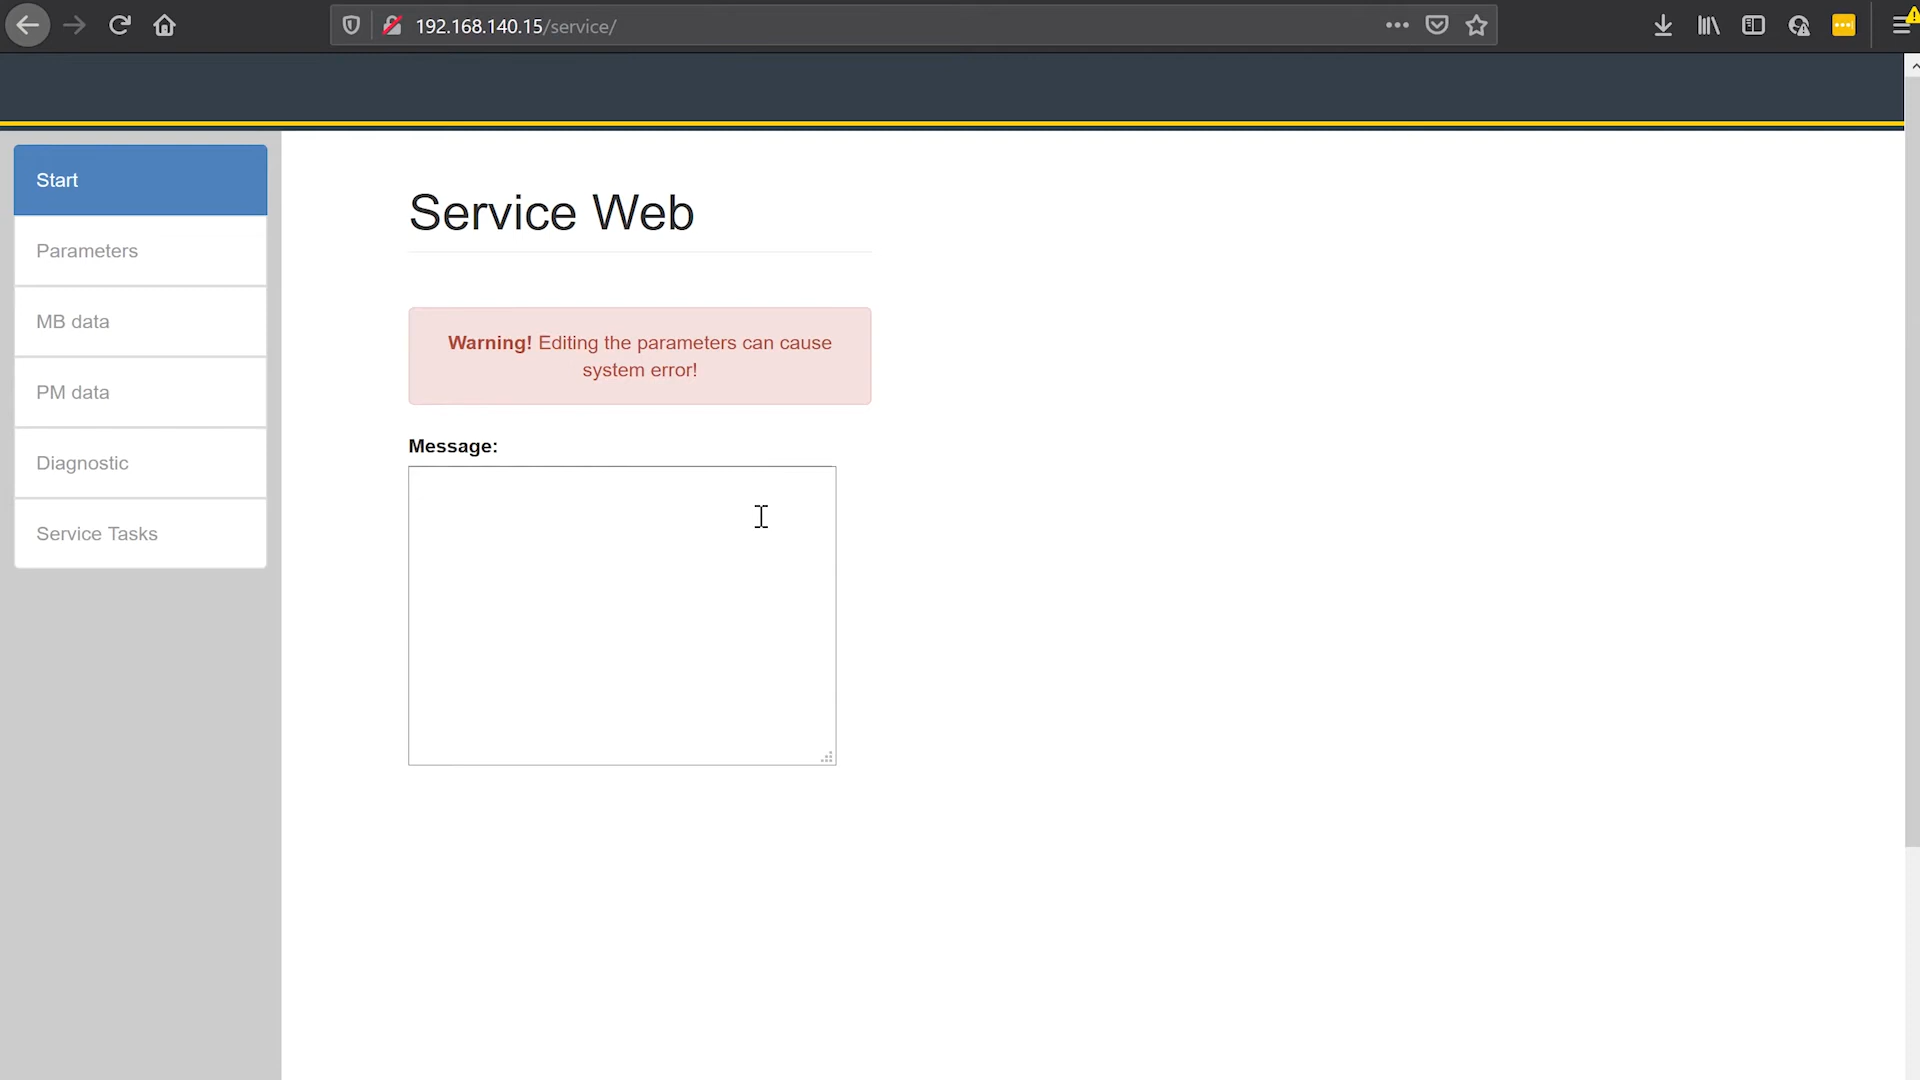 192.168.140.15/service/
Start
Parameters
MB data
PM data
Diagnostic
Service Tasks
Service Web
Warning! Editing the parameters can cause
system error!
Message: